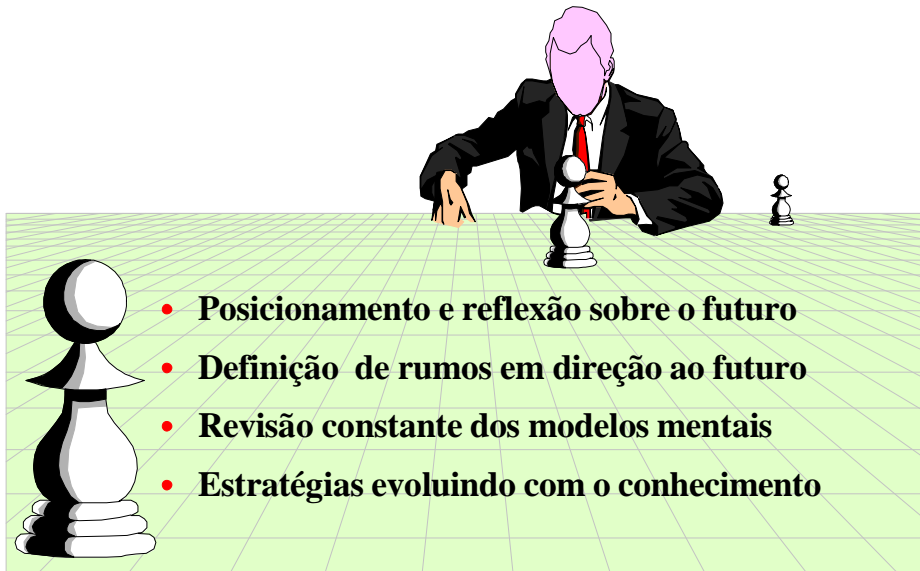 • Posicionamento e reflexão sobre o futuro
• Definição de rumos em direção ao futuro
• Revisão constante dos modelos mentais
• Estratégias evoluindo com o conhecimento